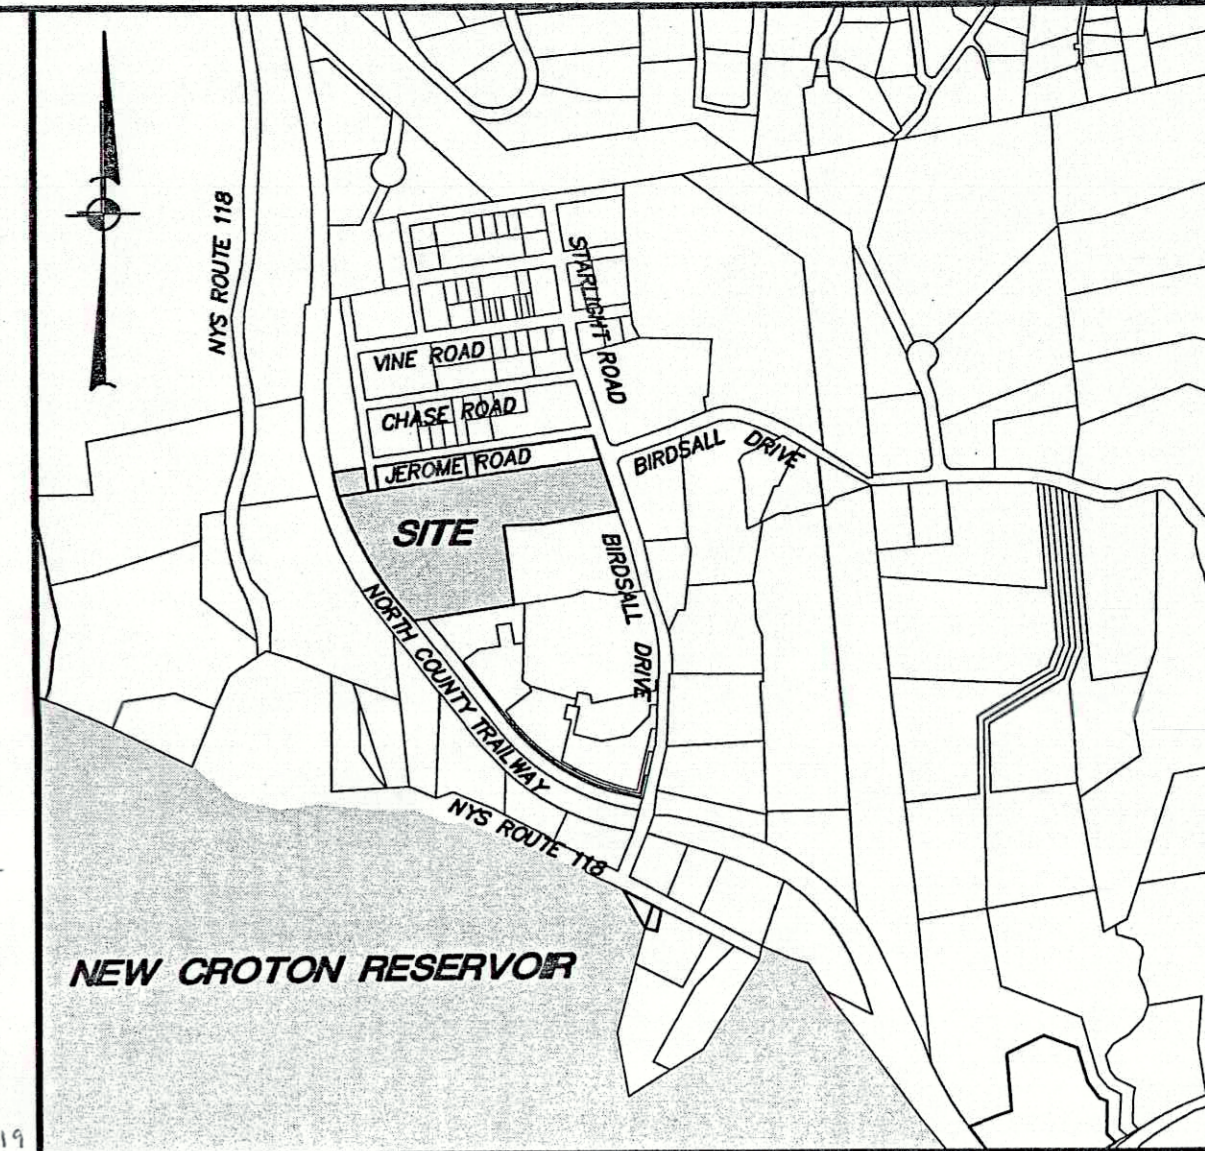 NYS ROUTE 118
STARLIGHT ROAD
VINE ROAD
CHASE ROAD
JEROME ROAD
BIRDSALL DRIVE
SITE
BIRDSALL DRIVE
NORTH COUNTY TRAILWAY
NYS ROUTE 118
NEW CROTON RESERVOIR
19